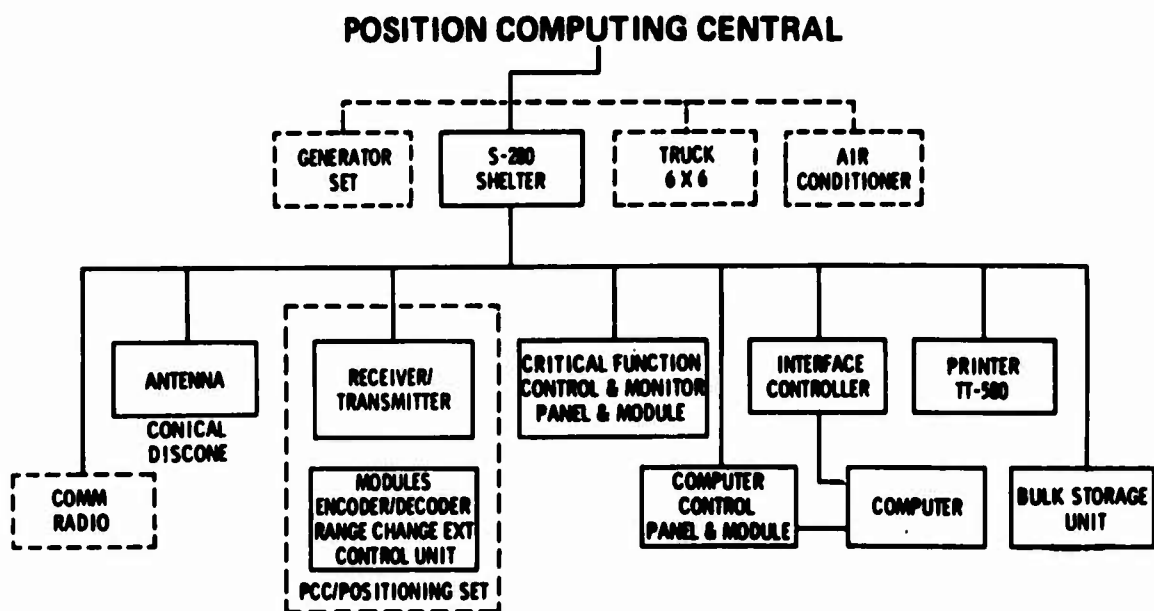 POSITION COMPUTING CENTRAL
GENERATOR
SET
S-280
SHELTER
TRUCK
6 X 6
AIR
CONDITIONER
ANTENNA
CONICAL
DISCONE
RECEIVER/
TRANSMITTER
CRITICAL FUNCTION
CONTROL & MONITOR
PANEL & MODULE
INTERFACE
CONTROLLER
PRINTER
TT-580
COMM
RADIO
MODULES
ENCODER/DECODER
RANGE CHANGE EXT
CONTROL UNIT
PCC/POSITIONING SET
COMPUTER
CONTROL
PANEL & MODULE
COMPUTER
BULK STORAGE
UNIT